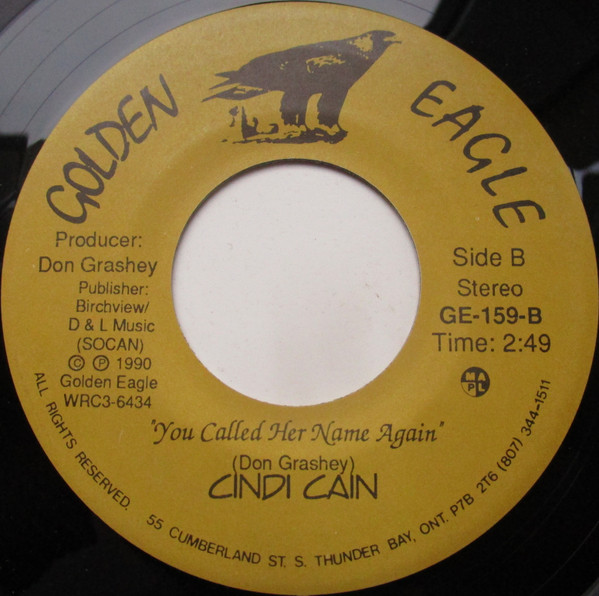 GOLDEN EAGLE
Producer:
Don Grashey
Publisher:
Birchview/
D & L Music
(SOCAN)
© ℗ 1990
Golden Eagle
WRC3-6434
Side B
Stereo
GE-159-B
Time: 2:49
M A
P L
"You Called Her Name Again"
(Don Grashey)
CINDI CAIN
ALL RIGHTS RESERVED. 55 CUMBERLAND ST. S. THUNDER BAY, ONT. P7B 2T6 (807) 344-1511